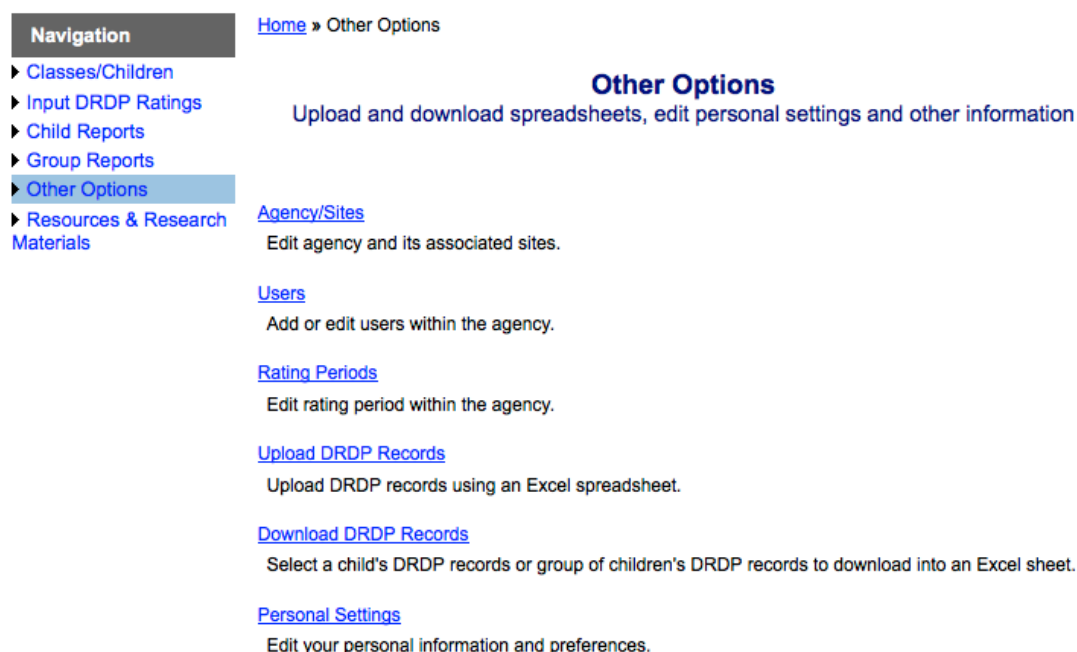 Navigation
Classes/Children
Input DRDP Ratings
Child Reports
Group Reports
Other Options
Resources & Research
Materials
Home » Other Options
Other Options
Upload and download spreadsheets, edit personal settings and other information
Agency/Sites
Edit agency and its associated sites.
Users
Add or edit users within the agency.
Rating Periods
Edit rating period within the agency.
Upload DRDP Records
Upload DRDP records using an Excel spreadsheet.
Download DRDP Records
Select a child's DRDP records or group of children's DRDP records to download into an Excel sheet.
Personal Settings
Edit your personal information and preferences.